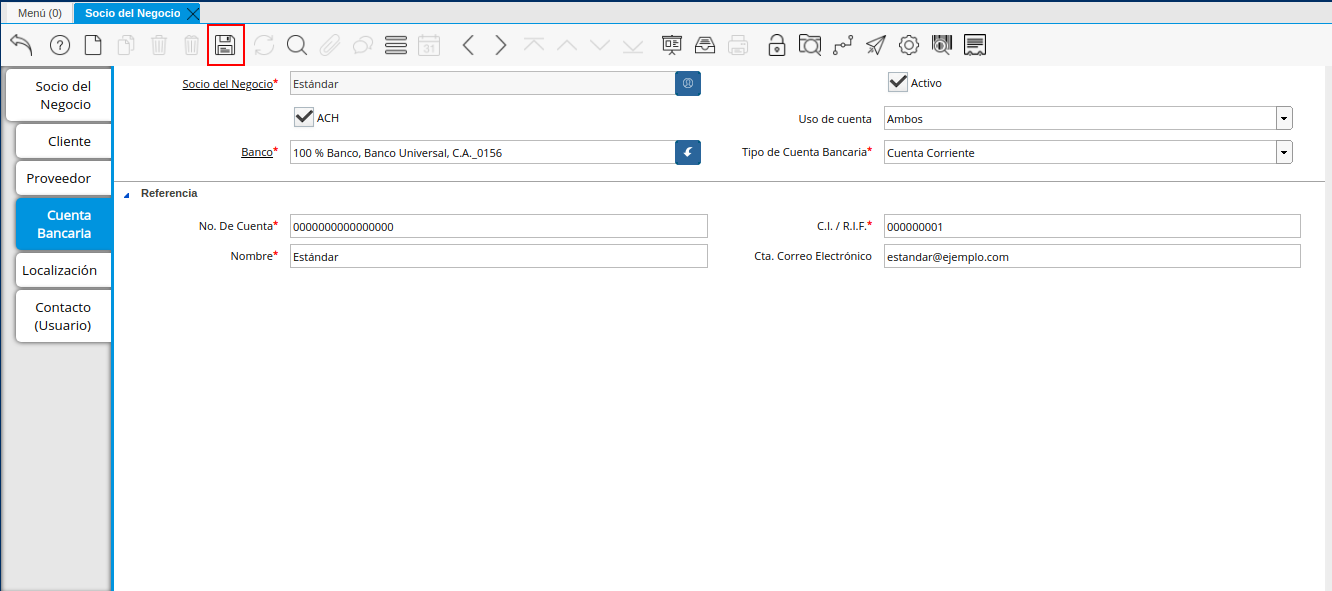 Menú (0)
Socio del Negocio
31
Socio del
Negocio
Cliente
Proveedor
Cuenta
Bancaria
Localización
Contacto
(Usuario)
Socio del Negocio* Estándar
Activo
ACH
Uso de cuenta Ambos
Banco* 100 % Banco, Banco Universal, C.A._0156
Tipo de Cuenta Bancaria* Cuenta Corriente
Referencia
No. De Cuenta* 0000000000000000
C.I. / R.I.F.* 000000001
Nombre* Estándar
Cta. Correo Electrónico estandar@ejemplo.com